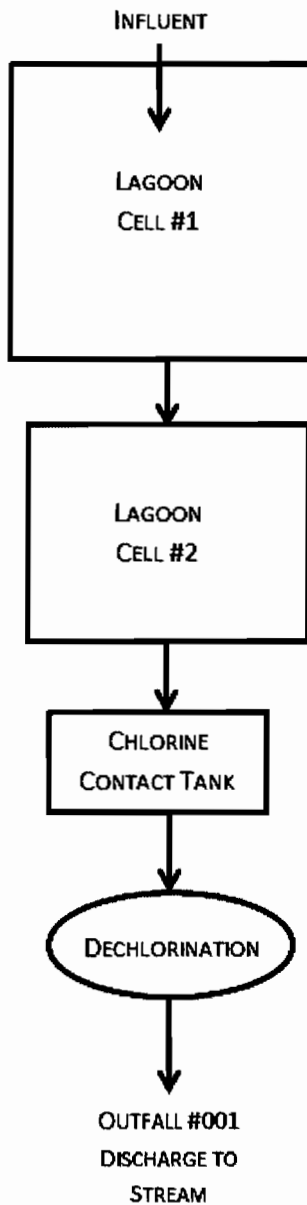 INFLUENT
LAGOON
CELL #1
LAGOON
CELL #2
CHLORINE
CONTACT TANK
DECHLORINATION
OUTFALL #001
DISCHARGE TO
STREAM